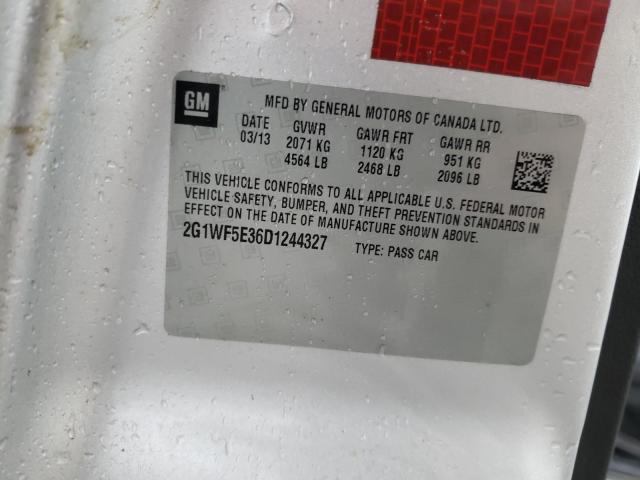 GM
MFD BY GENERAL MOTORS OF CANADA LTD.
DATE GVWR GAWR FRT GAWR RR
03/13 2071 KG 1120 KG 951 KG
4564 LB 2468 LB 2096 LB
THIS VEHICLE CONFORMS TO ALL APPLICABLE U.S. FEDERAL MOTOR
VEHICLE SAFETY, BUMPER, AND THEFT PREVENTION STANDARDS IN
EFFECT ON THE DATE OF MANUFACTURE SHOWN ABOVE.
2G1WF5E36D1244327 TYPE: PASS CAR